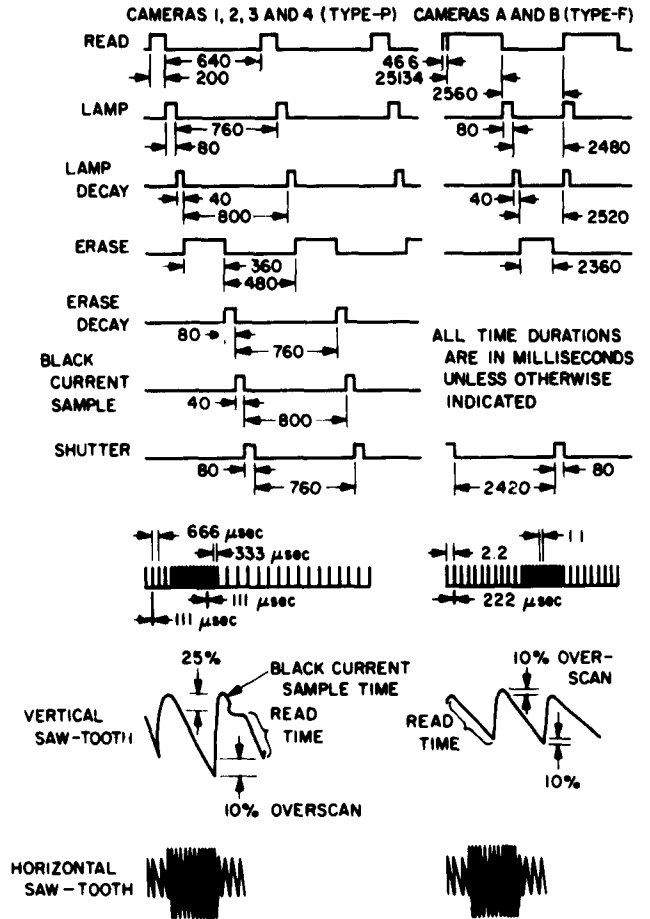 CAMERAS 1, 2, 3 AND 4 (TYPE-P) CAMERAS A AND B (TYPE-F)
READ
640
200
46.6
25134
2560
LAMP
760
80
80
2480
LAMP
DECAY
40
800
40
2520
ERASE
360
480
2360
ERASE
DECAY
80
760
ALL TIME DURATIONS
ARE IN MILLISECONDS
UNLESS OTHERWISE
INDICATED
BLACK
CURRENT
SAMPLE
40
800
SHUTTER
80
760
80
2420
666 µsec
333 µsec
111 µsec
111 µsec
1.1
2.2
222 µsec
25%
BLACK CURRENT
SAMPLE TIME
READ
TIME
VERTICAL
SAW-TOOTH
10% OVERSCAN
10% OVER-
SCAN
READ
TIME
10%
HORIZONTAL
SAW-TOOTH